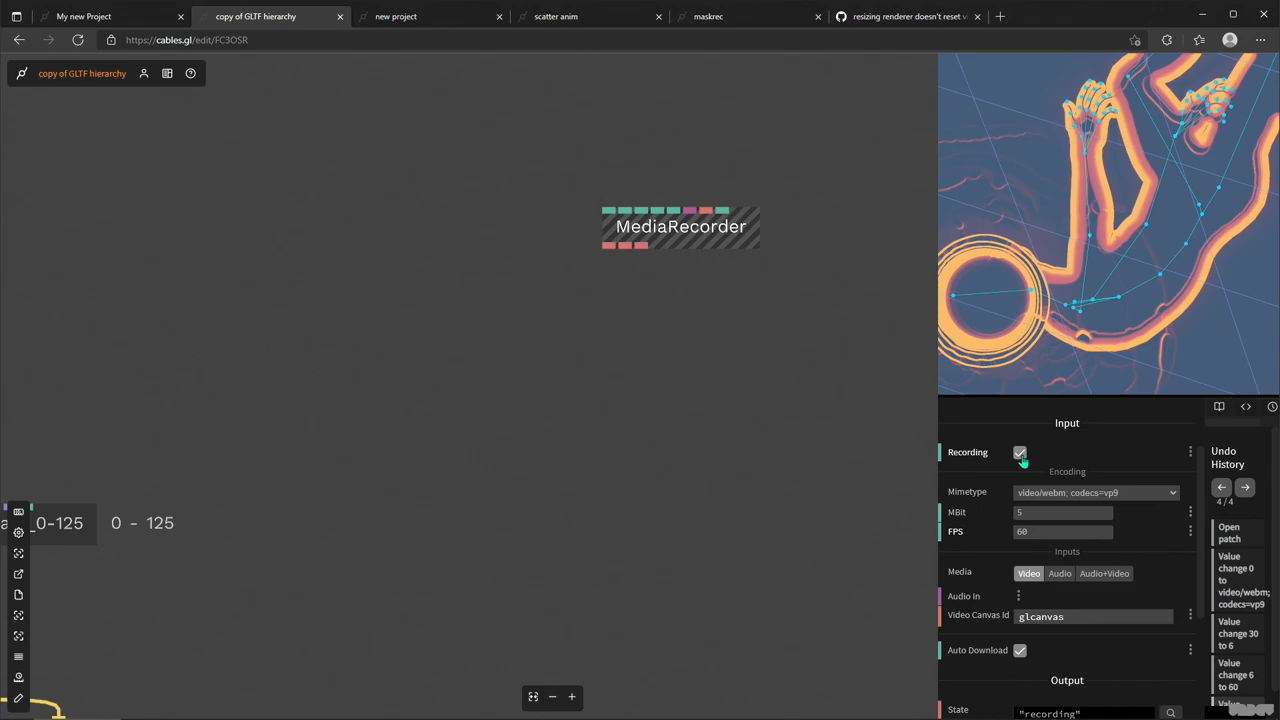 My new Project
copy of GLTF hierarchy
new project
scatter anim
maskrec
resizing renderer doesn't reset v
https://cables.gl/edit/FC3OSR
copy of GLTF hierarchy
MediaRecorder
_0-125
0 - 125
Input
Recording
Encoding
Mimetype
video/webm; codecs=vp9
MBit
5
FPS
60
Inputs
Media
Video
Audio
Audio+Video
Audio In
Video Canvas Id
glcanvas
Auto Download
Output
State
"recording"
Undo
History
4 / 4
Open
patch
Value
change 0
to
video/webm;
codecs=vp9
Value
change 30
to 6
Value
change 6
to 60